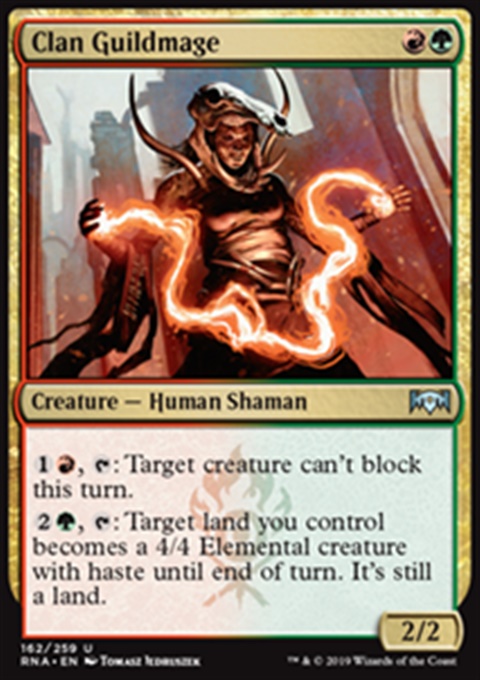 Clan Guildmage
Creature — Human Shaman
1, : Target creature can't block
this turn.
2, : Target land you control
becomes a 4/4 Elemental creature
with haste until end of turn. It's still
a land.
2/2
162/259 U
RNA • EN Tomasz Jedruszek
™ & © 2019 Wizards of the Coast